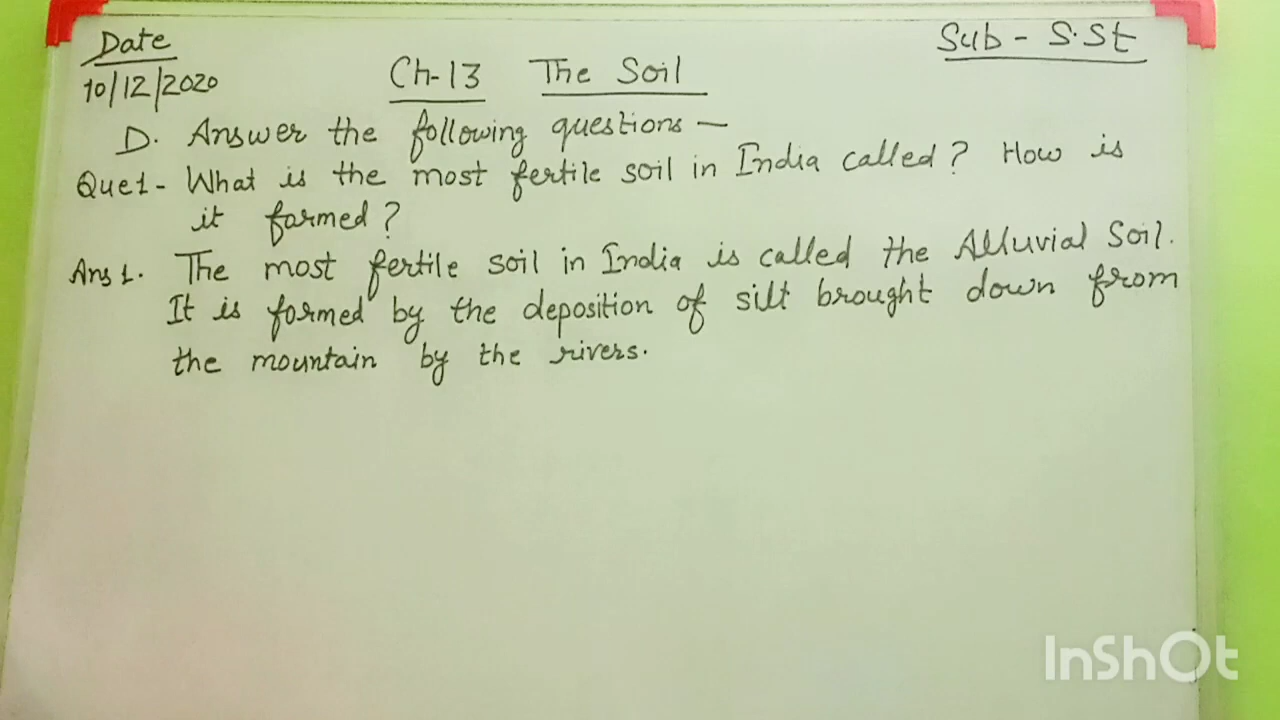 Date Sub - S.St
10/12/2020 Ch-13 The Soil
D. Answer the following questions —
Que1- What is the most fertile soil in India called? How is
it formed?
Ans 1. The most fertile soil in India is called the Alluvial Soil.
It is formed by the deposition of silt brought down from
the mountain by the rivers.
InShOt